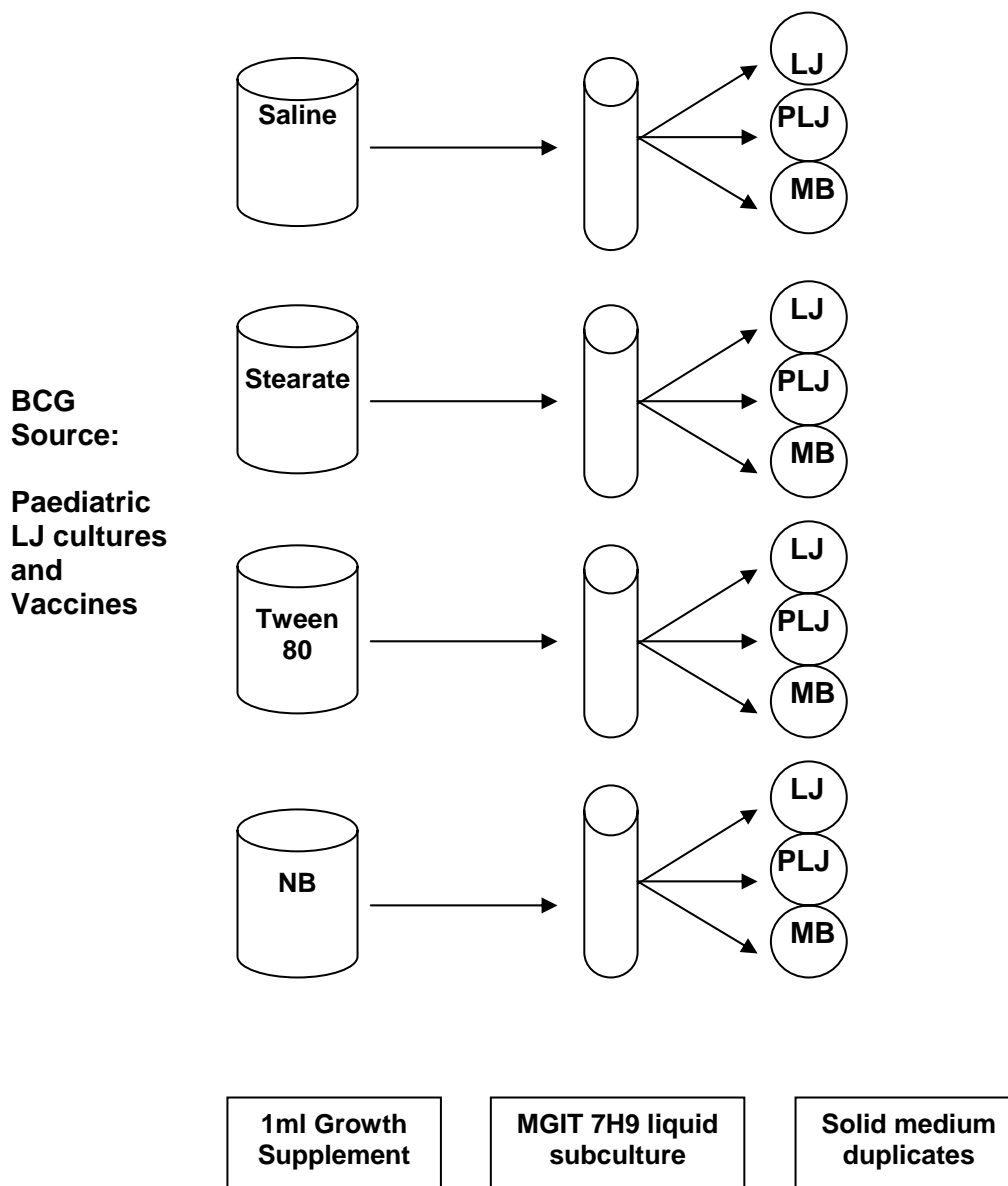 Saline
LJ
PLJ
MB
Stearate
LJ
PLJ
MB
BCG
Source:
Paediatric
LJ cultures
and
Vaccines
Tween
80
LJ
PLJ
MB
NB
LJ
PLJ
MB
1ml Growth
Supplement
MGIT 7H9 liquid
subculture
Solid medium
duplicates